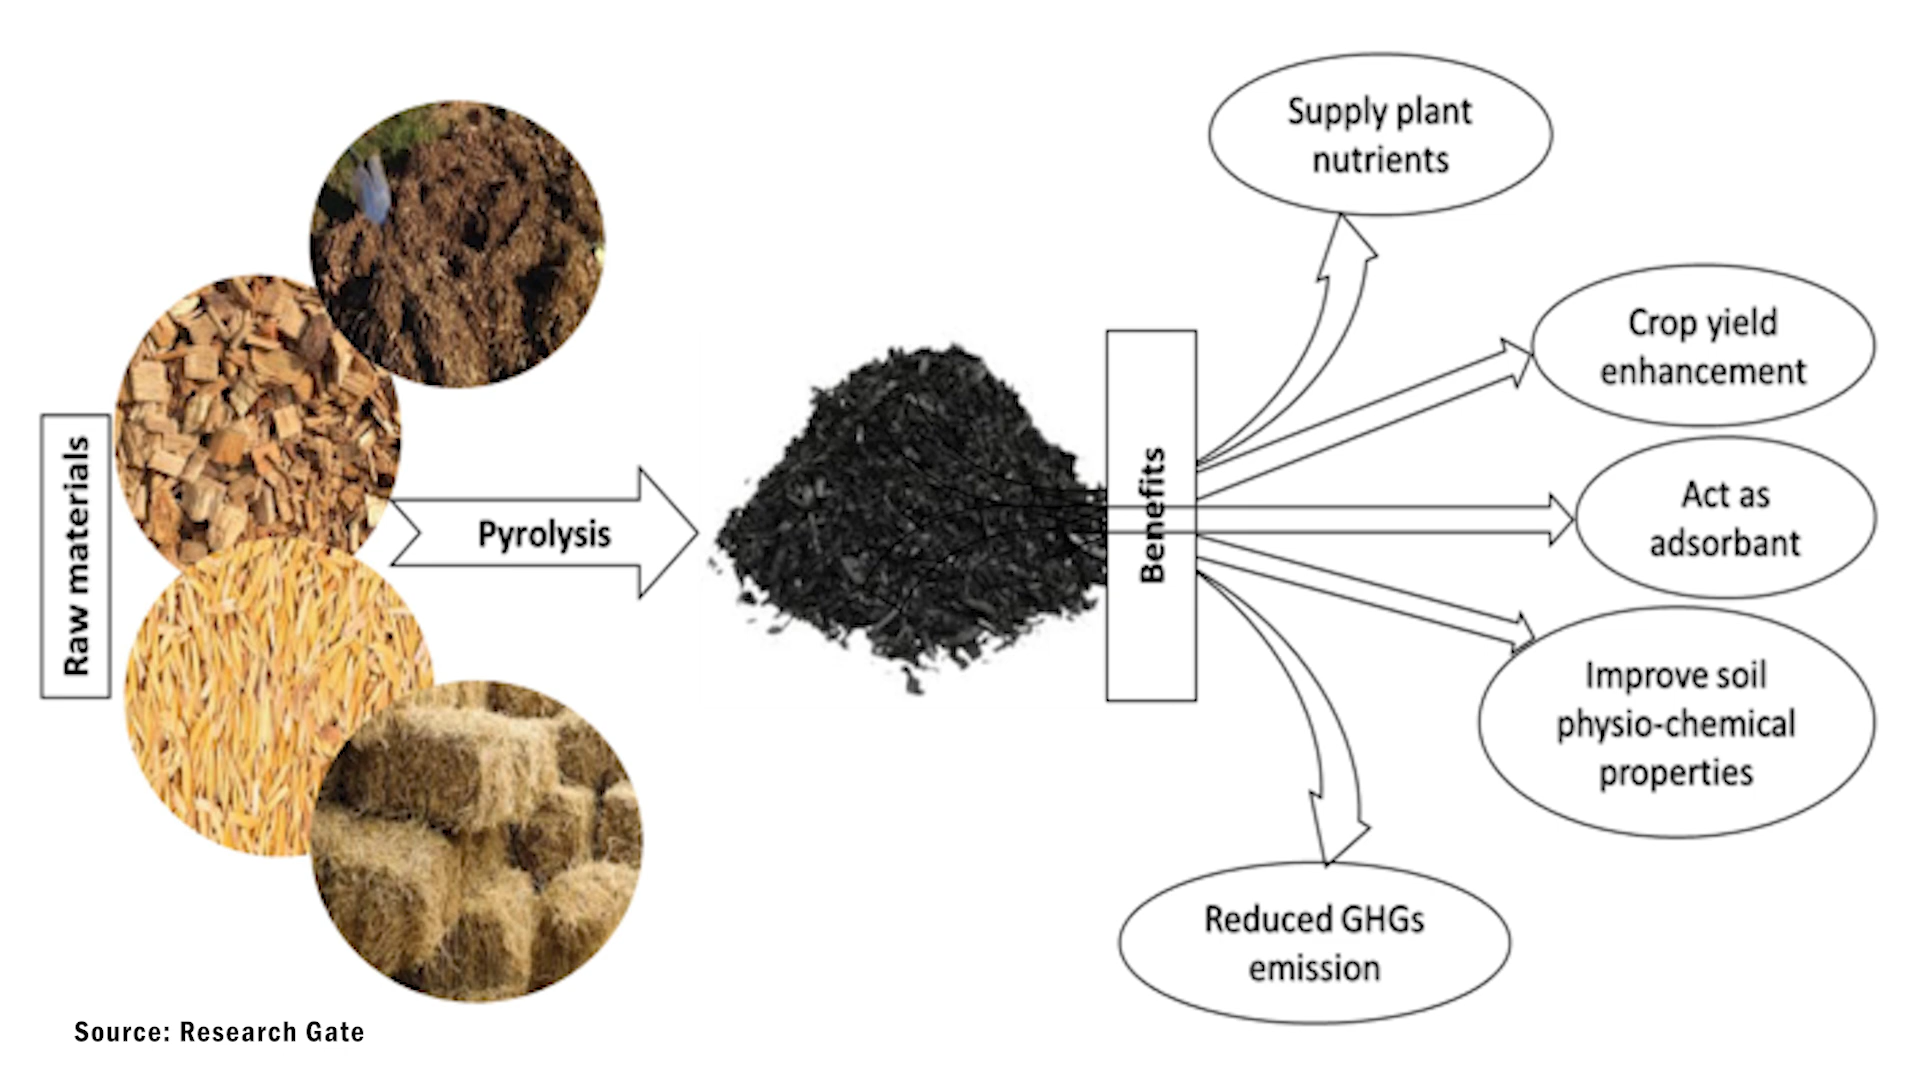 Raw materials
Pyrolysis
Benefits
Supply plant
nutrients
Crop yield
enhancement
Act as
adsorbant
Improve soil
physio-chemical
properties
Reduced GHGs
emission
Source: Research Gate